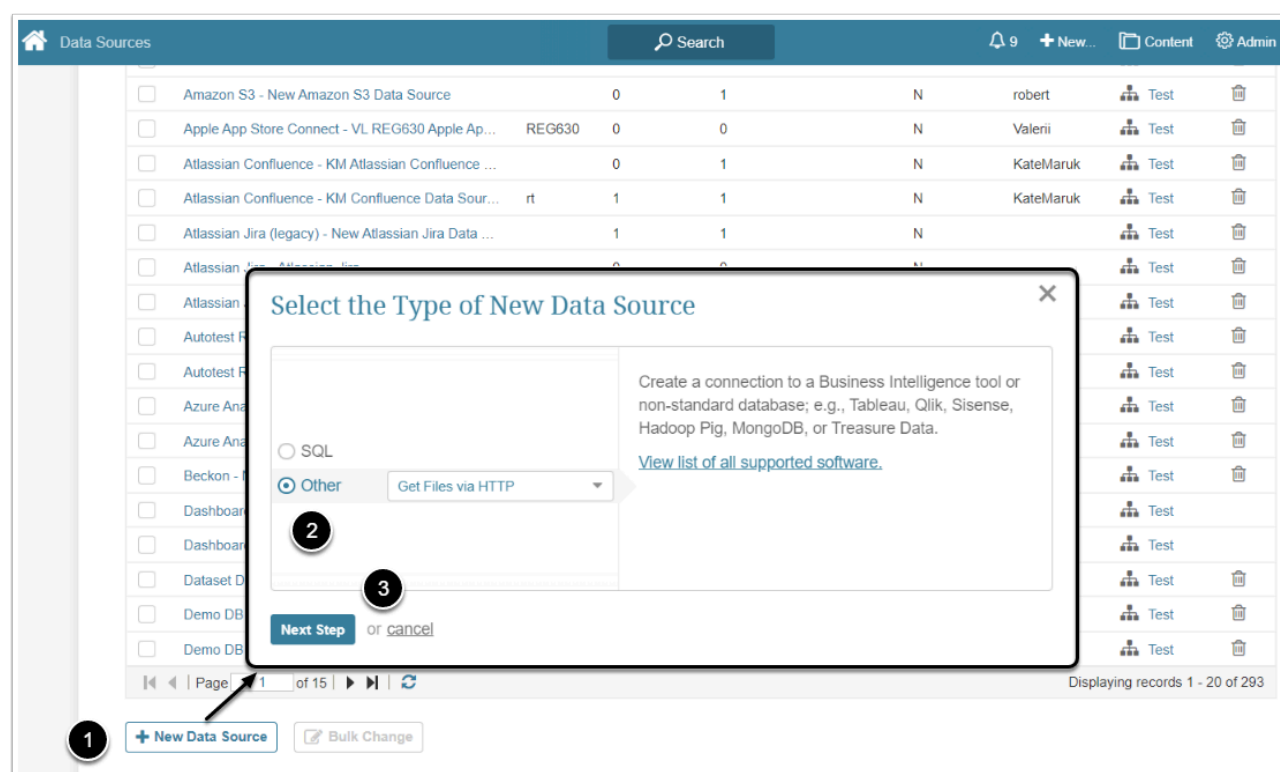 Data Sources Search 9 New... Content Admin
Amazon S3 - New Amazon S3 Data Source 0 1 N robert Test
Apple App Store Connect - VL REG630 Apple Ap... REG630 0 0 N Valerii Test
Atlassian Confluence - KM Atlassian Confluence ... 0 1 N KateMaruk Test
Atlassian Confluence - KM Confluence Data Sour... rt 1 1 N KateMaruk Test
Atlassian Jira (legacy) - New Atlassian Jira Data ... 1 1 N Test
Atlassian Test
Atlassian Test
Autotest Test
Autotest Test
Azure Ana Test
Azure Ana Test
Beckon - Test
Dashboar Test
Dashboar Test
Dataset D Test
Demo DB Test
Demo DB Test
Select the Type of New Data Source
SQL
Other Get Files via HTTP
2
Create a connection to a Business Intelligence tool or
non-standard database; e.g., Tableau, Qlik, Sisense,
Hadoop Pig, MongoDB, or Treasure Data.
View list of all supported software.
3
Next Step or cancel
Page 1 of 15 Displaying records 1 - 20 of 293
1 New Data Source Bulk Change